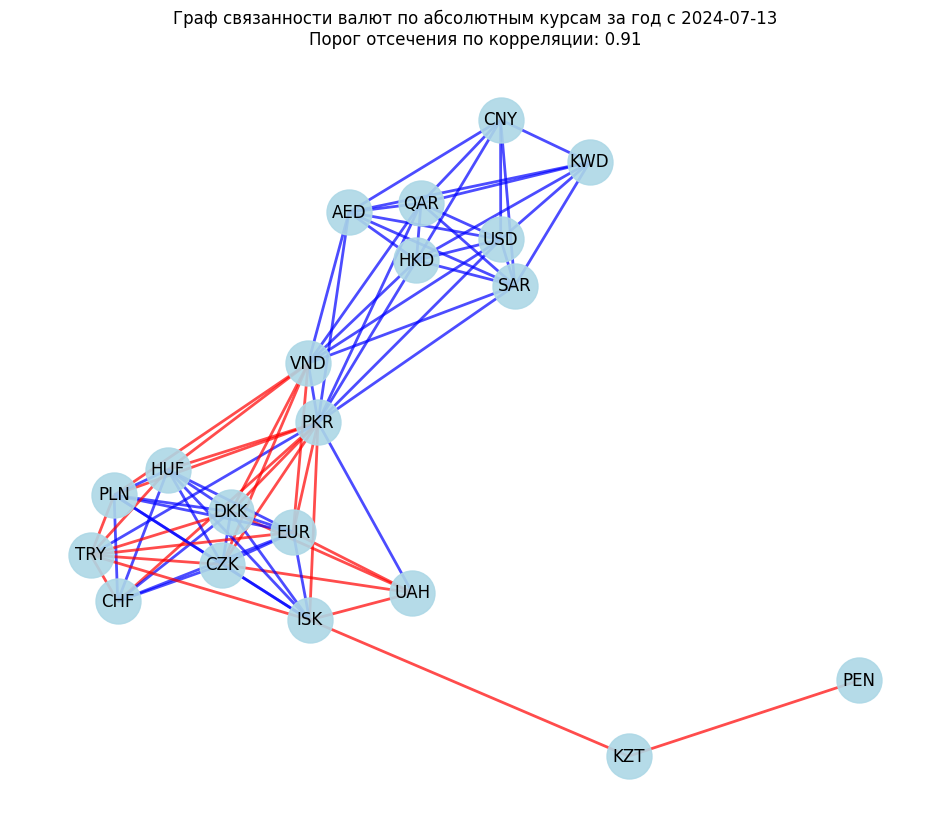 Граф связанности валют по абсолютным курсам за год с 2024-07-13
Порог отсечения по корреляции: 0.91
CNY
KWD
QAR
AED
USD
HKD
SAR
VND
PKR
HUF
PLN
DKK
EUR
TRY
CZK
CHF
UAH
ISK
PEN
KZT